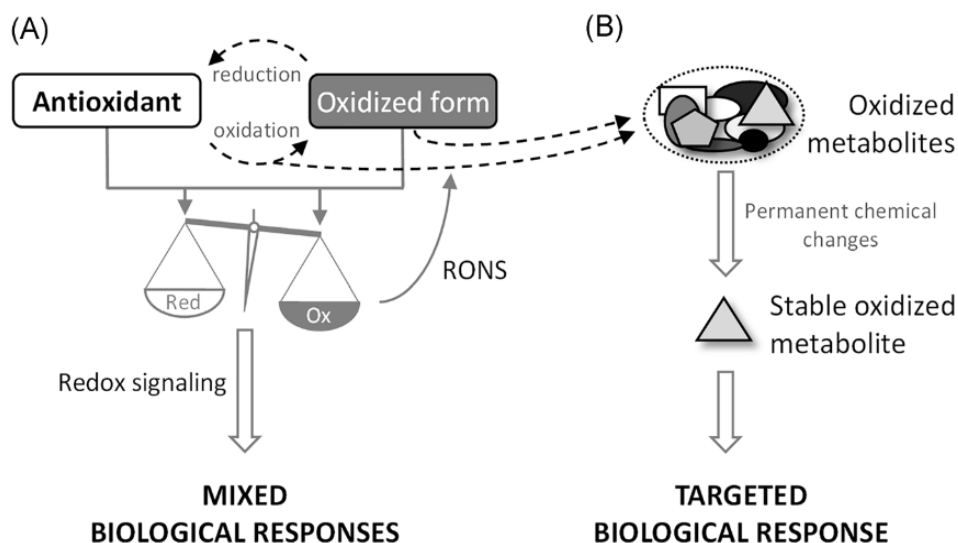 (A)
Antioxidant
reduction
oxidation
Oxidized form
Red
Ox
RONS
Redox signaling
MIXED
BIOLOGICAL RESPONSES
(B)
Oxidized
metabolites
Permanent chemical
changes
Stable oxidized
metabolite
TARGETED
BIOLOGICAL RESPONSE